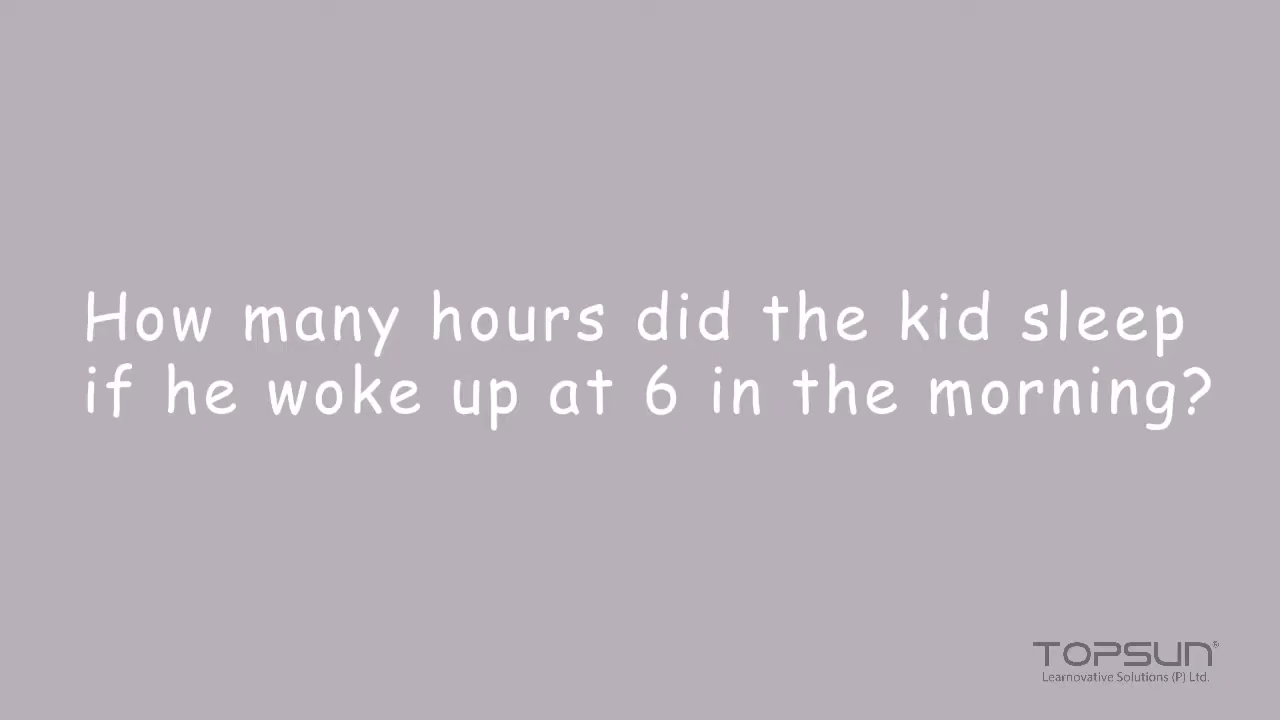 How many hours did the kid sleep
if he woke up at 6 in the morning?
TOPSUN®
Learnovative Solutions (P) Ltd.